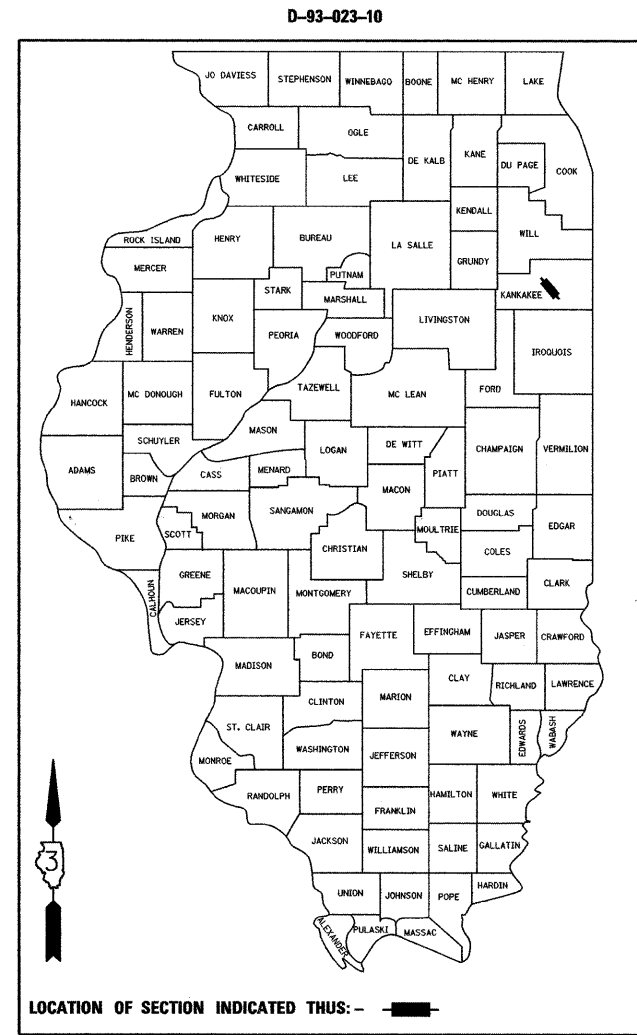 D-93-023-10
JO DAVIESS
STEPHENSON
WINNEBAGO
BOONE
MC HENRY
LAKE
CARROLL
OGLE
DE KALB
KANE
DU PAGE
COOK
WHITESIDE
LEE
KENDALL
WILL
ROCK ISLAND
HENRY
BUREAU
LA SALLE
GRUNDY
MERCER
PUTNAM
KANKAKEE
STARK
MARSHALL
LIVINGSTON
HENDERSON
WARREN
KNOX
PEORIA
WOODFORD
IROQUOIS
TAZEWELL
MC LEAN
FORD
HANCOCK
MC DONOUGH
FULTON
MASON
SCHUYLER
LOGAN
DE WITT
CHAMPAIGN
VERMILION
ADAMS
BROWN
CASS
MENARD
PIATT
MACON
MORGAN
SANGAMON
DOUGLAS
EDGAR
PIKE
SCOTT
MOULTRIE
CHRISTIAN
COLES
GREENE
MACOUPIN
MONTGOMERY
SHELBY
CUMBERLAND
CLARK
CALHOUN
JERSEY
FAYETTE
EFFINGHAM
JASPER
CRAWFORD
MADISON
BOND
CLAY
RICHLAND
LAWRENCE
CLINTON
MARION
ST. CLAIR
WAYNE
EDWARDS
WABASH
WASHINGTON
JEFFERSON
MONROE
RANDOLPH
PERRY
HAMILTON
WHITE
FRANKLIN
JACKSON
WILLIAMSON
SALINE
GALLATIN
3
UNION
JOHNSON
POPE
HARDIN
ALEXANDER
PULASKI
MASSAC
LOCATION OF SECTION INDICATED THUS: -